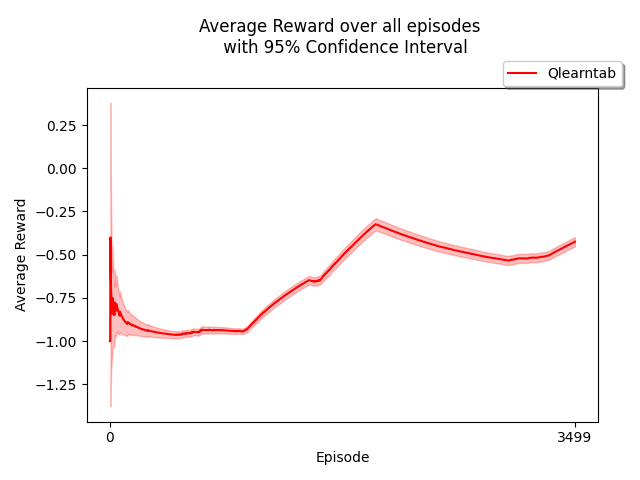 Average Reward over all episodes
with 95% Confidence Interval
Qlearntab
0.25
0.00
−0.25
−0.50
−0.75
−1.00
−1.25
Average Reward
0
3499
Episode